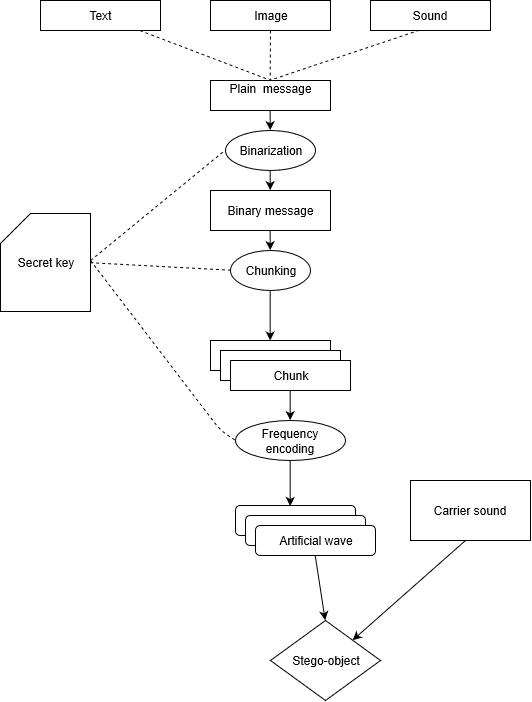 Text
Image
Sound
Plain message
Binarization
Binary message
Secret key
Chunking
Chunk
Frequency
encoding
Carrier sound
Artificial wave
Stego-object